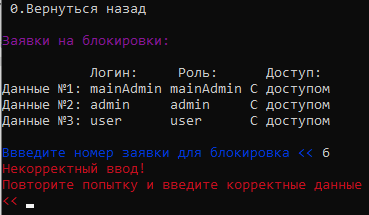 0.Вернуться назад
Заявки на блокировки:
Логин: Роль: Доступ:
Данные №1: mainAdmin mainAdmin С доступом
Данные №2: admin admin С доступом
Данные №3: user user С доступом
Ввведите номер заявки для блокировка << 6
Некорректный ввод!
Повторите попытку и введите корректные данные
<<